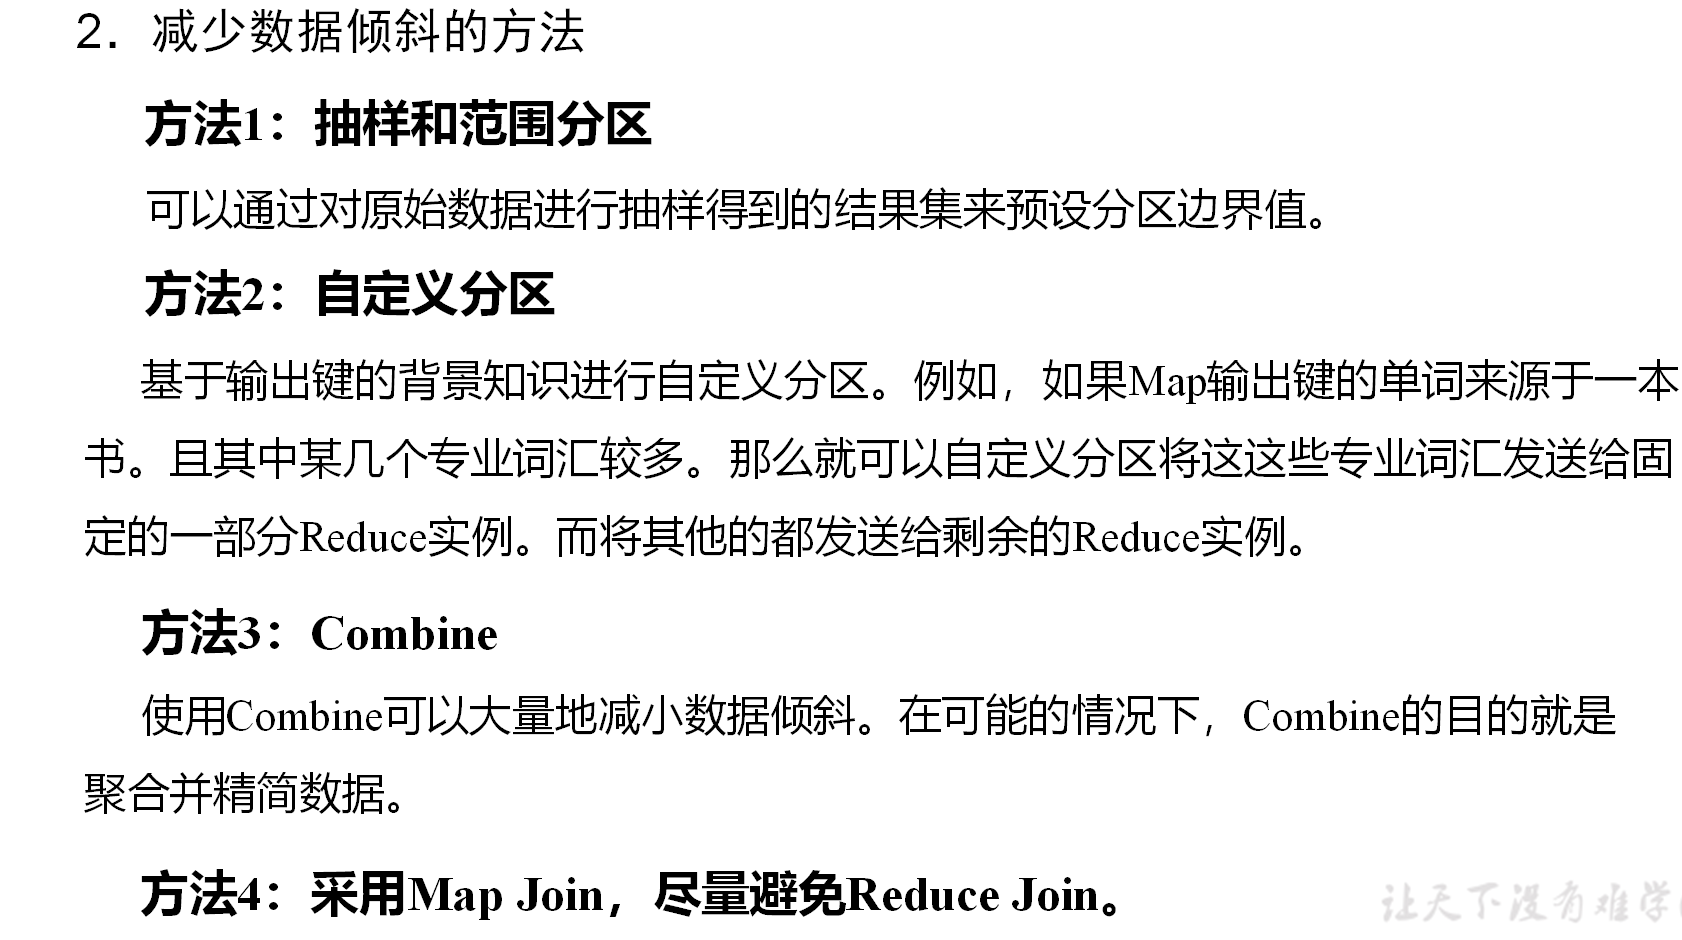 2. 减少数据倾斜的方法
方法1：抽样和范围分区
可以通过对原始数据进行抽样得到的结果集来预设分区边界值。
方法2：自定义分区
基于输出键的背景知识进行自定义分区。例如，如果Map输出键的单词来源于一本
书。且其中某几个专业词汇较多。那么就可以自定义分区将这这些专业词汇发送给固
定的一部分Reduce实例。而将其他的都发送给剩余的Reduce实例。
方法3：Combine
使用Combine可以大量地减小数据倾斜。在可能的情况下，Combine的目的就是
聚合并精简数据。
方法4：采用Map Join，尽量避免Reduce Join。
让天下没有难学